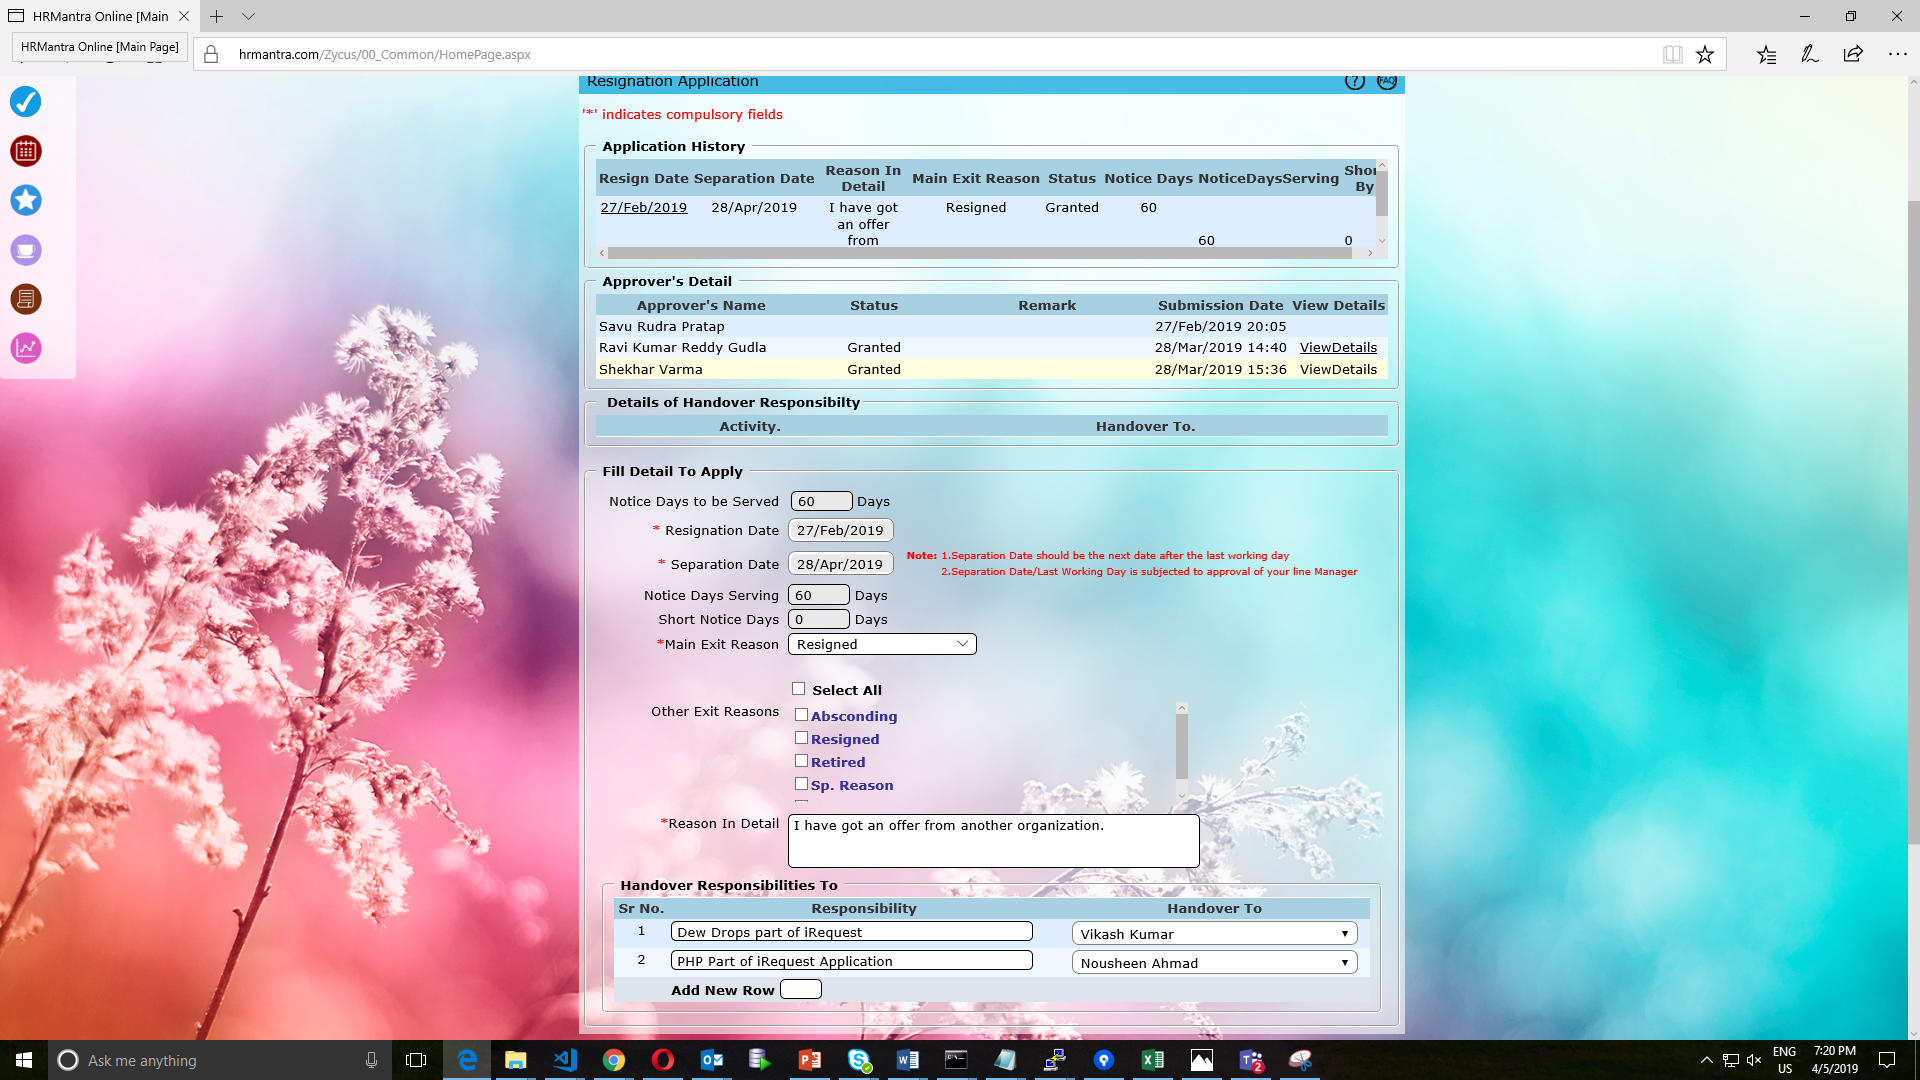 HRMantra Online [Main
HRMantra Online [Main Page]
hrmantra.com/Zycus/00_Common/HomePage.aspx
Resignation Application
? FAQ
'*' indicates compulsory fields
Application History
Resign Date Separation Date Reason In Detail Main Exit Reason Status Notice Days NoticeDaysServing Shor By
27/Feb/2019 28/Apr/2019 I have got an offer from Resigned Granted 60 60 0
Approver's Detail
Approver's Name Status Remark Submission Date View Details
Savu Rudra Pratap 27/Feb/2019 20:05
Ravi Kumar Reddy Gudla Granted 28/Mar/2019 14:40 ViewDetails
Shekhar Varma Granted 28/Mar/2019 15:36 ViewDetails
Details of Handover Responsibilty
Activity. Handover To.
Fill Detail To Apply
Notice Days to be Served 60 Days
* Resignation Date 27/Feb/2019
* Separation Date 28/Apr/2019
Note: 1.Separation Date should be the next date after the last working day
2.Separation Date/Last Working Day is subjected to approval of your line Manager
Notice Days Serving 60 Days
Short Notice Days 0 Days
*Main Exit Reason Resigned
Select All
Other Exit Reasons
Absconding
Resigned
Retired
Sp. Reason
*Reason In Detail I have got an offer from another organization.
Handover Responsibilities To
Sr No. Responsibility Handover To
1 Dew Drops part of iRequest Vikash Kumar
2 PHP Part of iRequest Application Nousheen Ahmad
Add New Row
Ask me anything
ENG 7:20 PM
US 4/5/2019